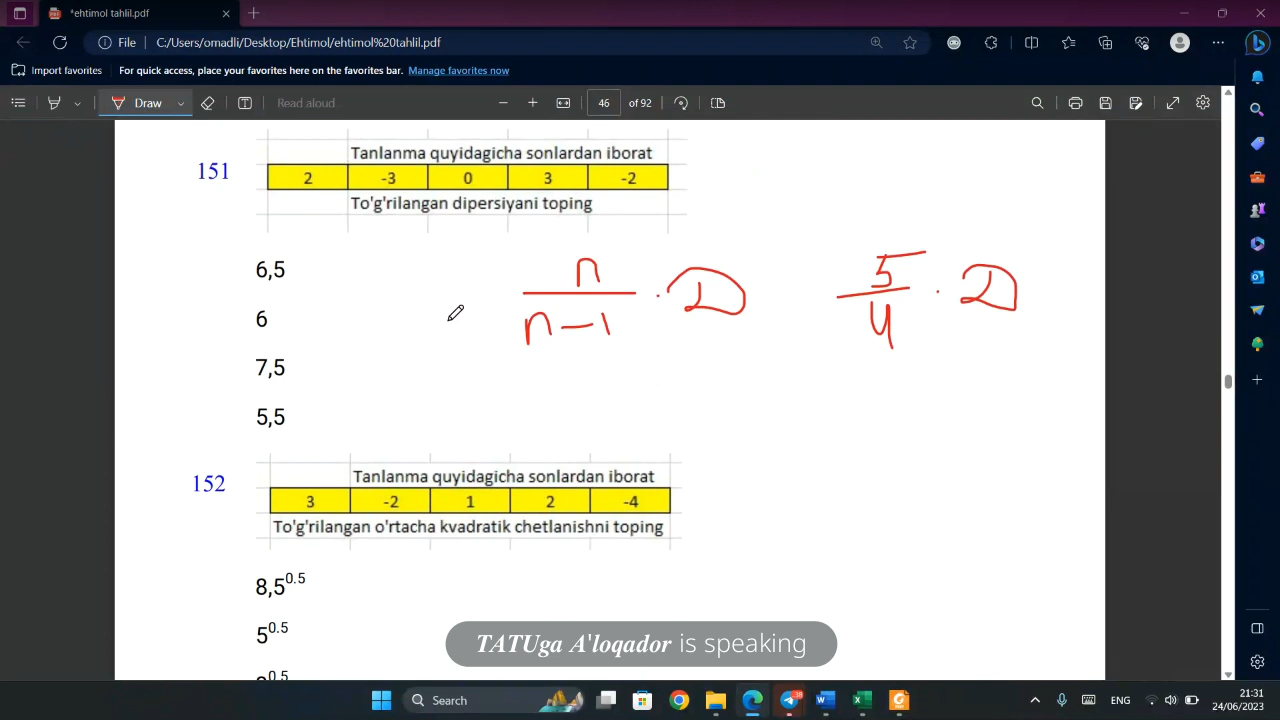 *ehtimol tahlil.pdf
File C:/Users/omadli/Desktop/Ehtimol/ehtimol%20tahlil.pdf
Import favorites For quick access, place your favorites here on the favorites bar. Manage favorites now
Draw Read aloud 46 of 92
151
Tanlanma quyidagicha sonlardan iborat
2 -3 0 3 -2
To'g'rilangan dipersiyani toping
6,5
6
7,5
5,5
n
n-1 · D
5
4 · D
152
Tanlanma quyidagicha sonlardan iborat
3 -2 1 2 -4
To'g'rilangan o'rtacha kvadratik chetlanishni toping
8,5^0.5
5^0.5
TATUga A'loqador is speaking
Search
38
ENG
21:31
24/06/2023